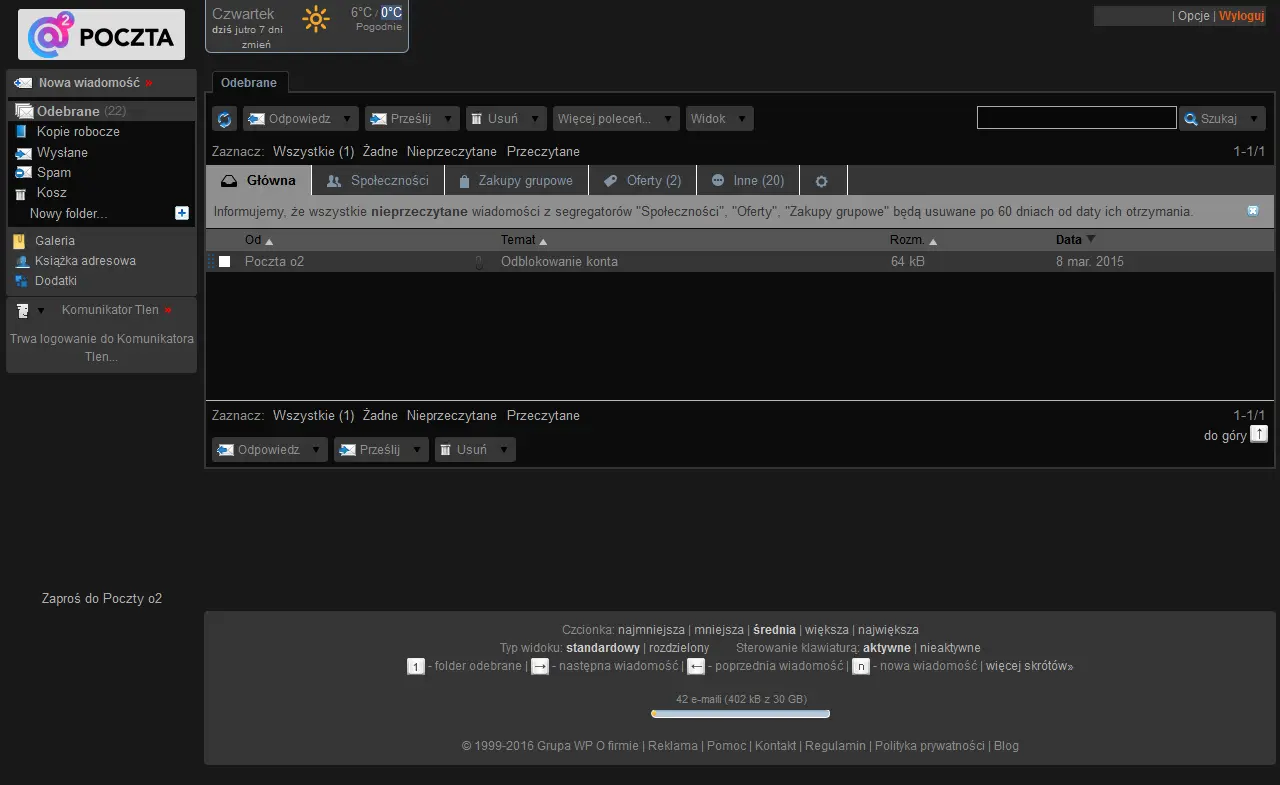 @2 POCZTA
Czwartek
dziś jutro 7 dni
zmień
6°C / 0°C
Pogodnie
| Opcje | Wyloguj
Nowa wiadomość »
Odebrane (22)
Kopie robocze
Wysłane
Spam
Kosz
Nowy folder...
Galeria
Książka adresowa
Dodatki
Komunikator Tlen »
Trwa logowanie do Komunikatora
Tlen...
Zaproś do Poczty o2
Odebrane
Odpowiedz Prześlij Usuń Więcej poleceń... Widok Szukaj
Zaznacz: Wszystkie (1) Żadne Nieprzeczytane Przeczytane 1-1/1
Główna Społeczności Zakupy grupowe Oferty (2) Inne (20)
Informujemy, że wszystkie nieprzeczytane wiadomości z segregatorów "Społeczności", "Oferty", "Zakupy grupowe" będą usuwane po 60 dniach od daty ich otrzymania.
Od Temat Rozm. Data
Poczta o2 Odblokowanie konta 64 kB 8 mar. 2015
Zaznacz: Wszystkie (1) Żadne Nieprzeczytane Przeczytane 1-1/1
do góry ↑
Odpowiedz Prześlij Usuń
Czcionka: najmniejsza | mniejsza | średnia | większa | największa
Typ widoku: standardowy | rozdzielony Sterowanie klawiaturą: aktywne | nieaktywne
1 - folder odebrane | → - następna wiadomość | ← - poprzednia wiadomość | n - nowa wiadomość | więcej skrótów»
42 e-maili (402 kB z 30 GB)
© 1999-2016 Grupa WP O firmie | Reklama | Pomoc | Kontakt | Regulamin | Polityka prywatności | Blog